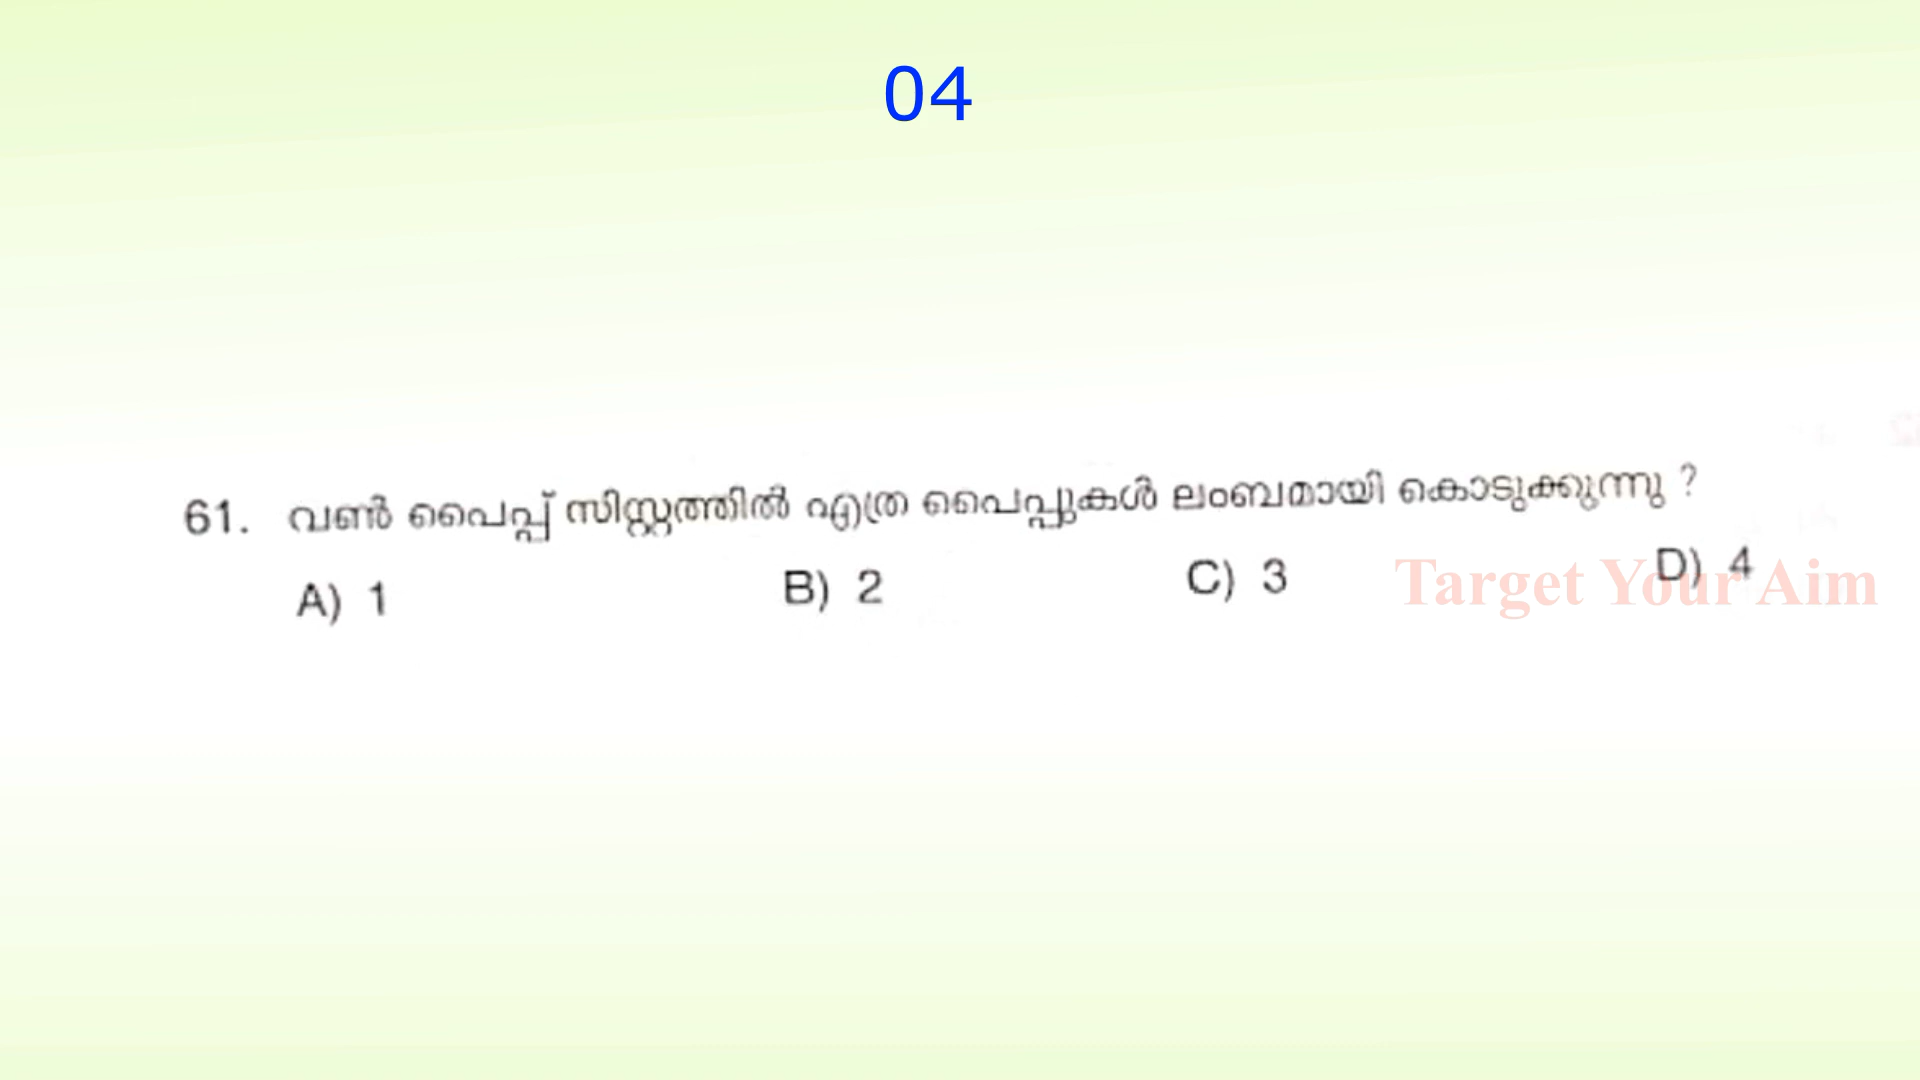 04
61. വൺ പൈപ്പ് സിസ്റ്റത്തിൽ എത്ര പൈപ്പുകൾ ലംബമായി കൊടുക്കുന്നു ?
A) 1 B) 2 C) 3 D) 4
Target Your Aim